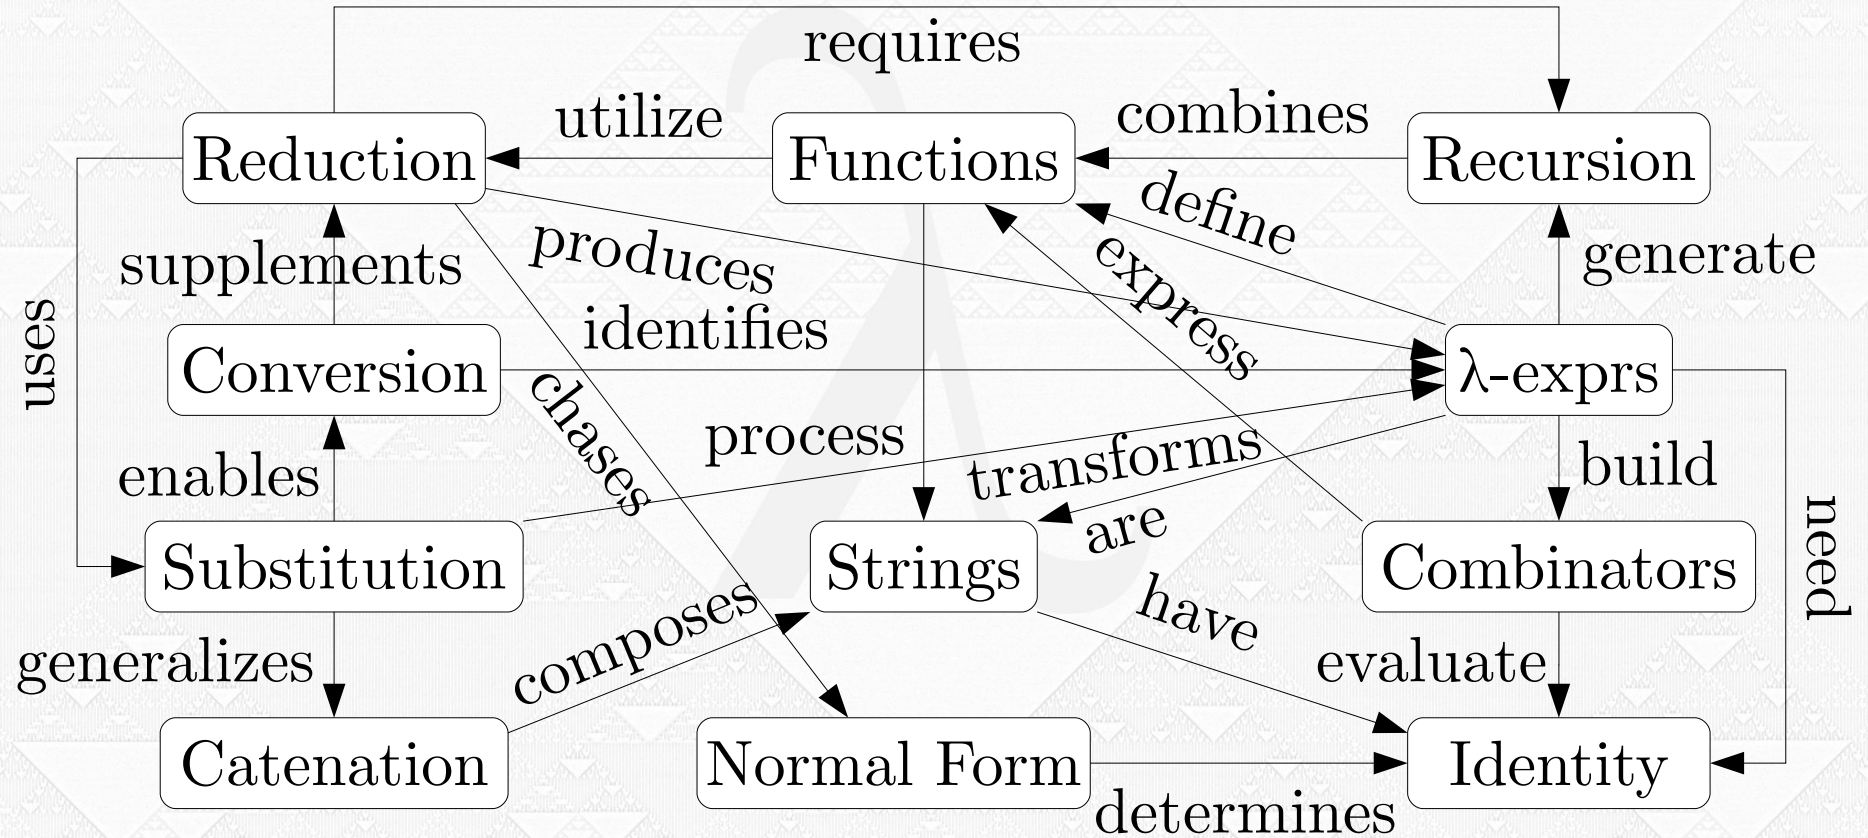 requires
utilize
combines
Reduction
Functions
Recursion
define
produces
supplements
express
generate
uses
identifies
Conversion
λ-exprs
chases
process
transforms
enables
build
are
need
Substitution
Strings
Combinators
composes
have
generalizes
evaluate
Catenation
Normal Form
Identity
determines